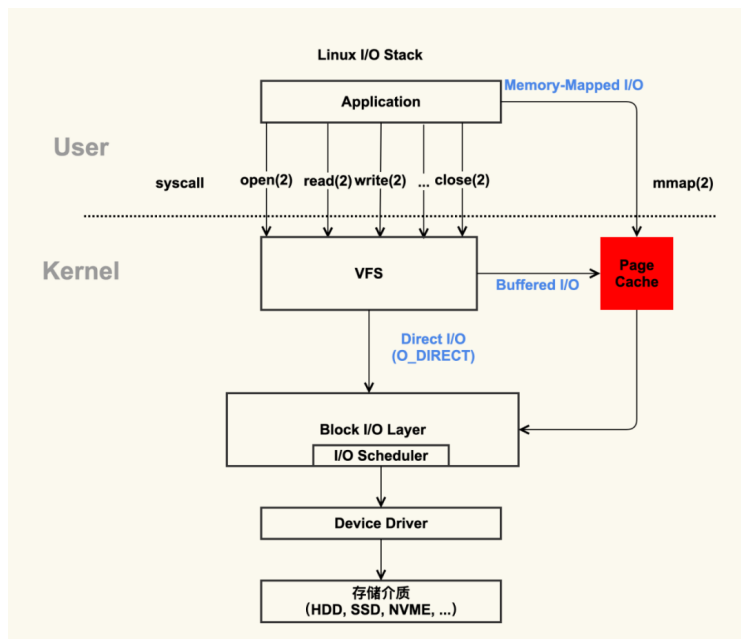 Linux I/O Stack
Memory-Mapped I/O
Application
User
syscall
open(2)
read(2)
write(2)
...
close(2)
mmap(2)
Kernel
VFS
Buffered I/O
Page
Cache
Direct I/O
(O_DIRECT)
Block I/O Layer
I/O Scheduler
Device Driver
存储介质
（HDD, SSD, NVME, ...）